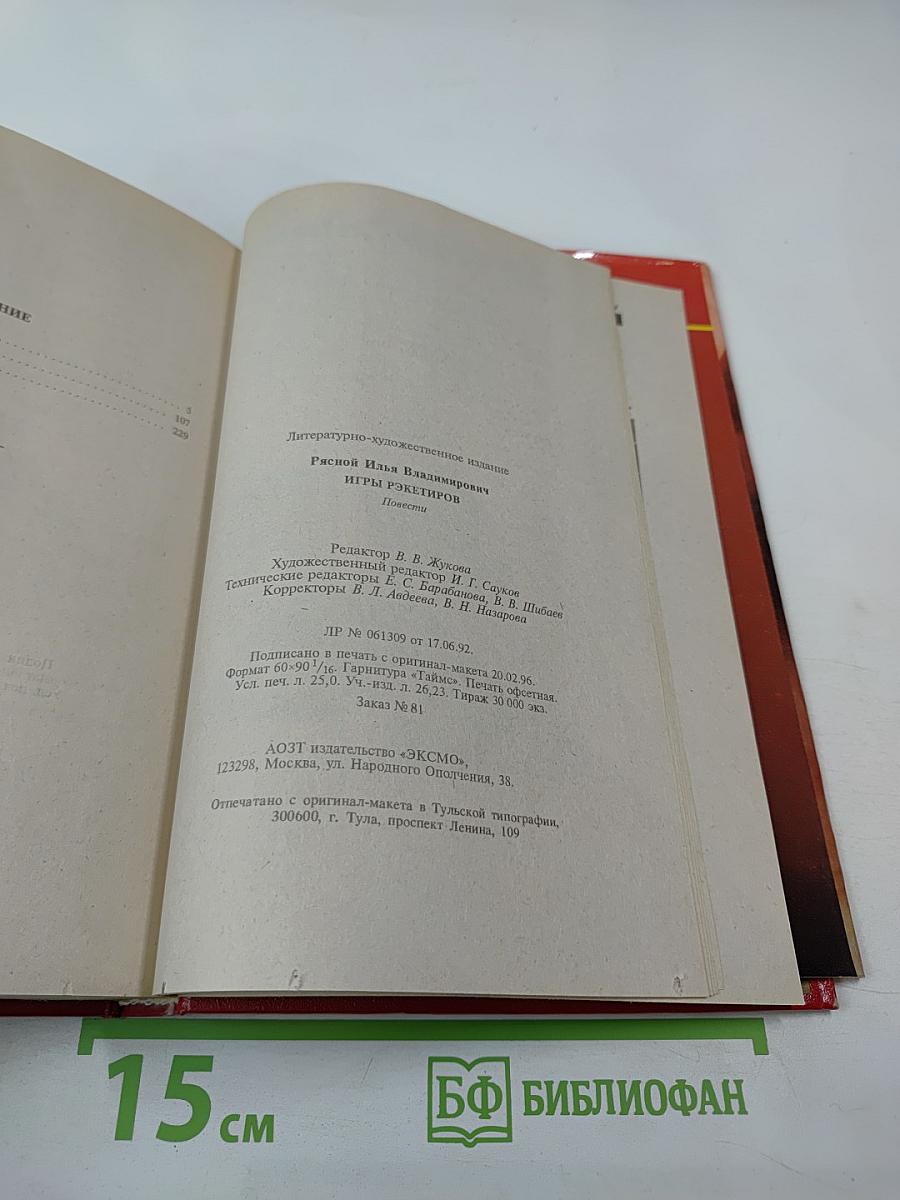 НИЕ
5
107
229
Литературно-художественное издание
Рясной Илья Владимирович
ИГРЫ РЭКЕТИРОВ
Повести
Редактор В. В. Жукова
Художественный редактор И. Г. Сауков
Технические редакторы Е. С. Барабанова, В. В. Шибаев
Корректоры В. Л. Авдеева, В. Н. Назарова
ЛР № 061309 от 17.06.92.
Подписано в печать с оригинал-макета 20.02.96.
Формат 60×90 1/16. Гарнитура «Таймс». Печать офсетная.
Усл. печ. л. 25,0. Уч.-изд. л. 26,23. Тираж 30 000 экз.
Заказ № 81
АОЗТ издательство «ЭКСМО»,
123298, Москва, ул. Народного Ополчения, 38.
Отпечатано с оригинал-макета в Тульской типографии,
300600, г. Тула, проспект Ленина, 109
15 см
БФ БИБЛИОФАН